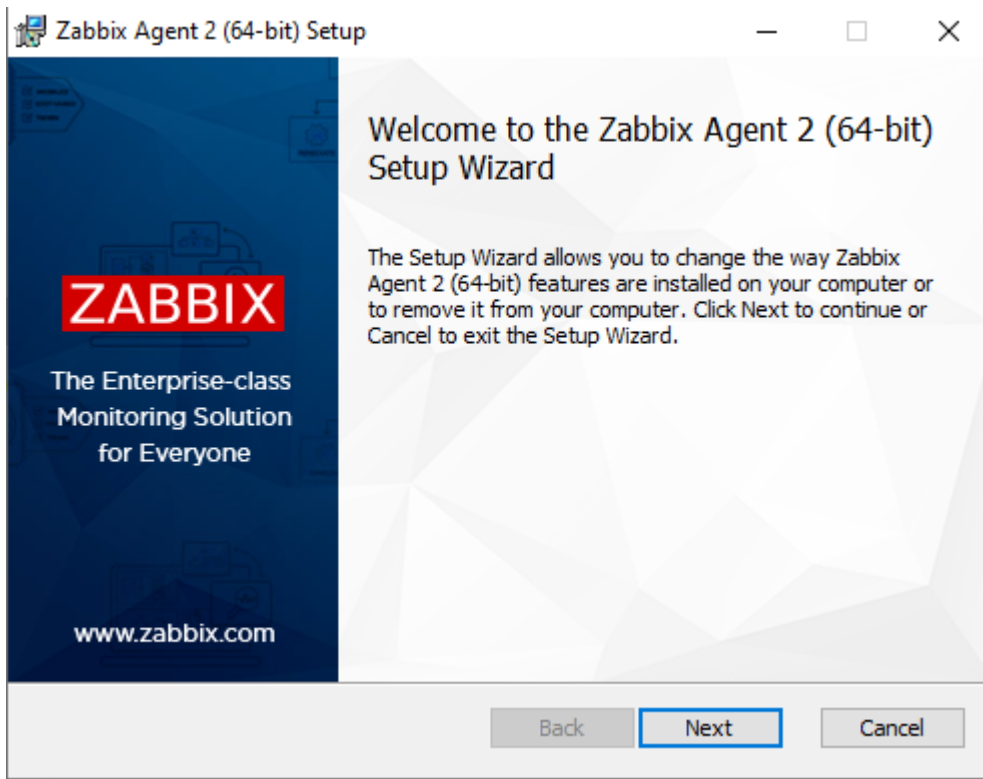 Zabbix Agent 2 (64-bit) Setup
Welcome to the Zabbix Agent 2 (64-bit)
Setup Wizard
The Setup Wizard allows you to change the way Zabbix
Agent 2 (64-bit) features are installed on your computer or
to remove it from your computer. Click Next to continue or
Cancel to exit the Setup Wizard.
ZABBIX
The Enterprise-class
Monitoring Solution
for Everyone
www.zabbix.com
Back
Next
Cancel